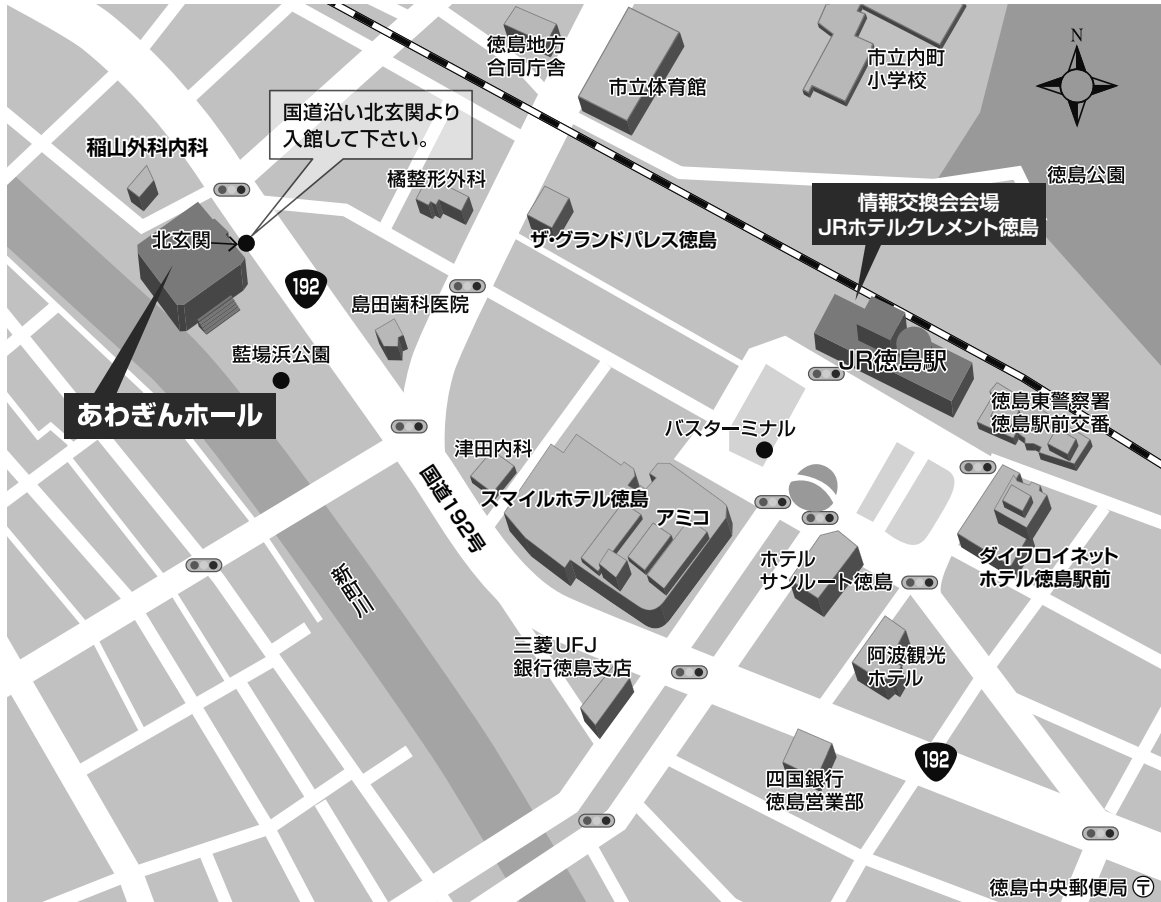 徳島地方
合同庁舎
市立体育館
市立内町
小学校
N
国道沿い北玄関より
入館して下さい。
稲山外科内科
橘整形外科
徳島公園
情報交換会会場
JRホテルクレメント徳島
北玄関
ザ・グランドパレス徳島
192
島田歯科医院
藍場浜公園
JR徳島駅
あわぎんホール
徳島東警察署
徳島駅前交番
バスターミナル
津田内科
国道192号
スマイルホテル徳島
アミコ
ホテル
サンルート徳島
ダイワロイネット
ホテル徳島駅前
新町川
三菱UFJ
銀行徳島支店
阿波観光
ホテル
192
四国銀行
徳島営業部
徳島中央郵便局 〒